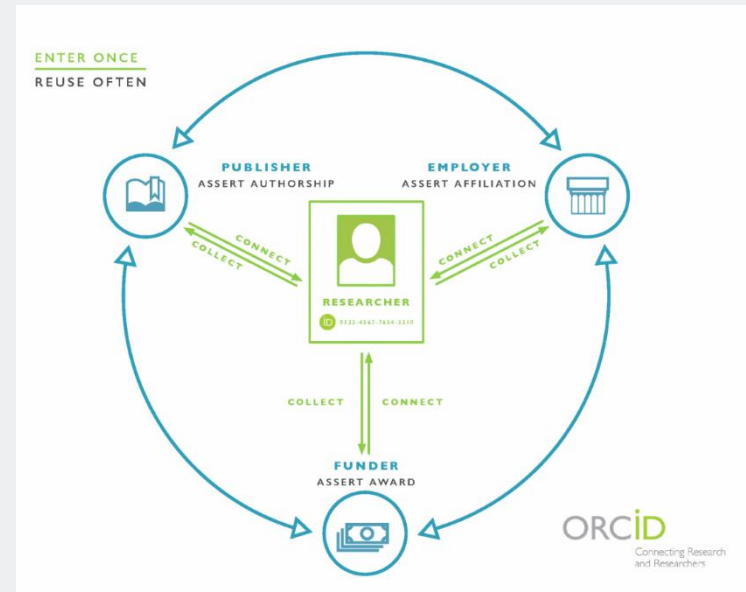 ENTER ONCE
REUSE OFTEN
PUBLISHER
ASSERT AUTHORSHIP
EMPLOYER
ASSERT AFFILIATION
CONNECT
COLLECT
CONNECT
COLLECT
RESEARCHER
iD
COLLECT
CONNECT
FUNDER
ASSERT AWARD
ORCiD
Connecting Research
and Researchers